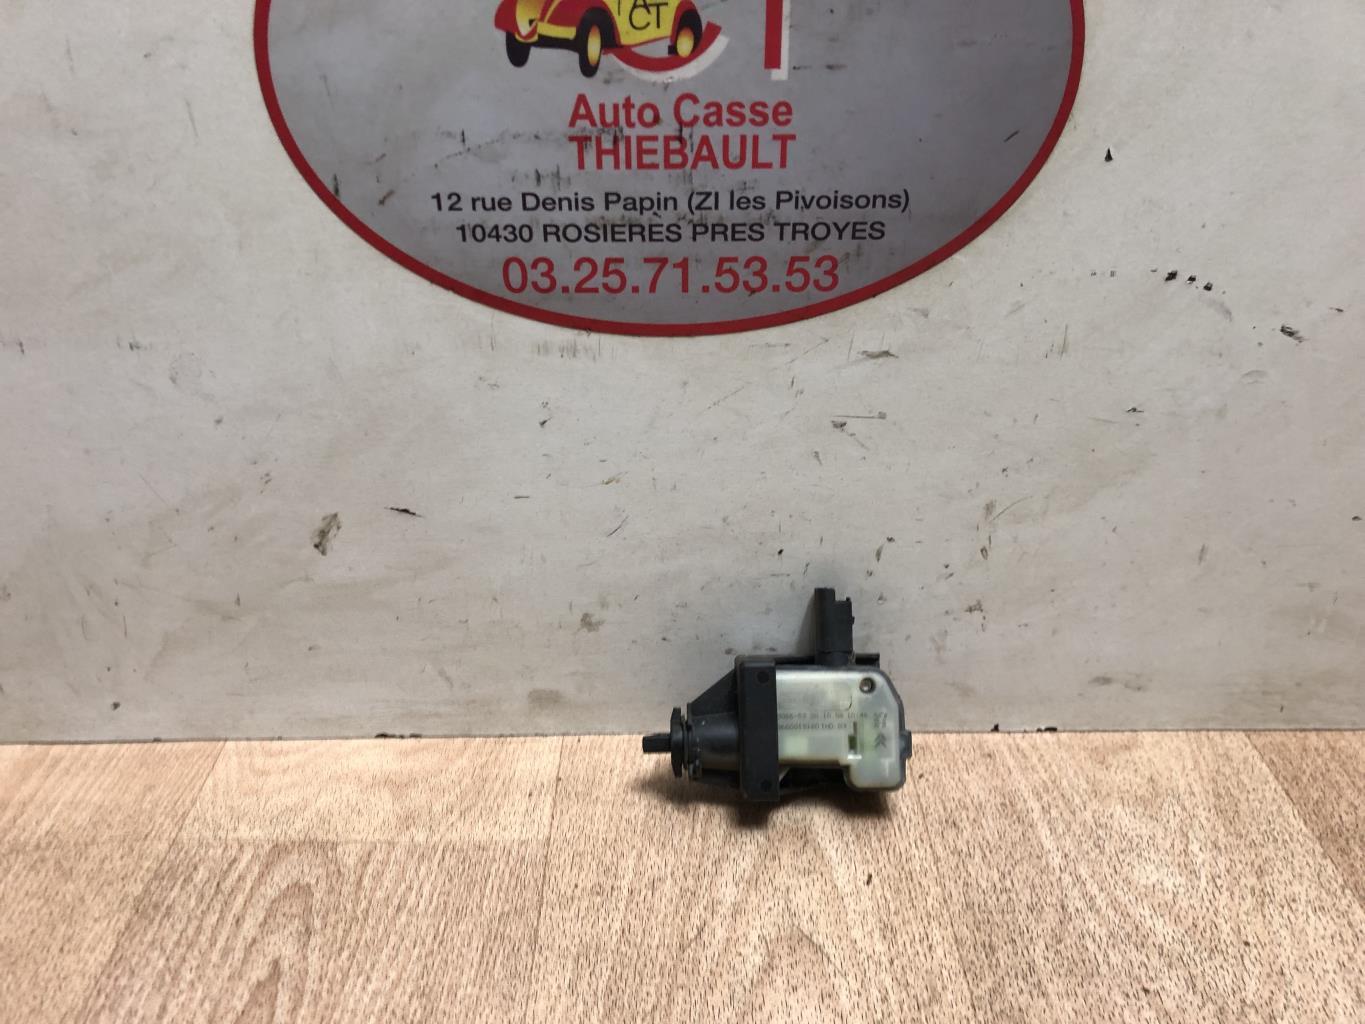 ACT
Auto Casse
THIEBAULT
12 rue Denis Papin (ZI les Pivoisons)
10430 ROSIERES PRES TROYES
03.25.71.53.53